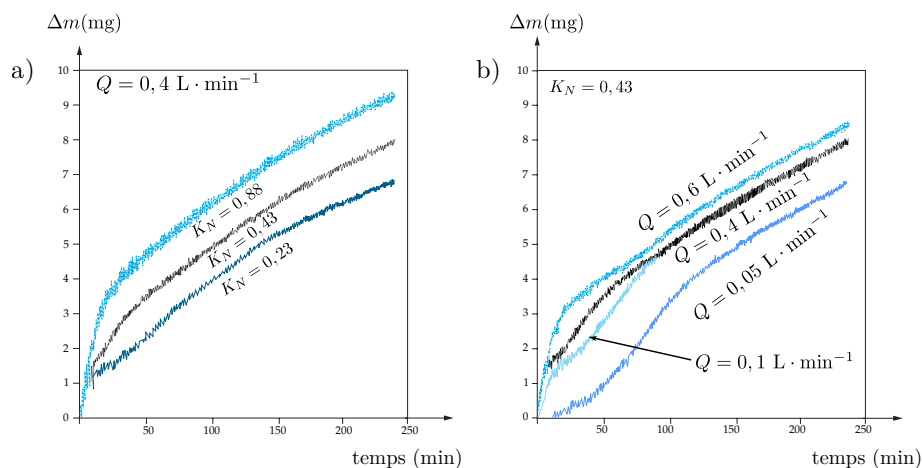 Δm(mg)
a)
Q = 0, 4 L · min⁻¹
10
9
8
7
6
5
4
3
2
1
0
K_N = 0, 88
K_N = 0, 43
K_N = 0, 23
50
100
150
200
250
temps (min)
Δm(mg)
b)
K_N = 0, 43
10
9
8
7
6
5
4
3
2
1
0
Q = 0, 6 L · min⁻¹
Q = 0, 4 L · min⁻¹
Q = 0, 05 L · min⁻¹
Q = 0, 1 L · min⁻¹
50
100
150
200
250
temps (min)